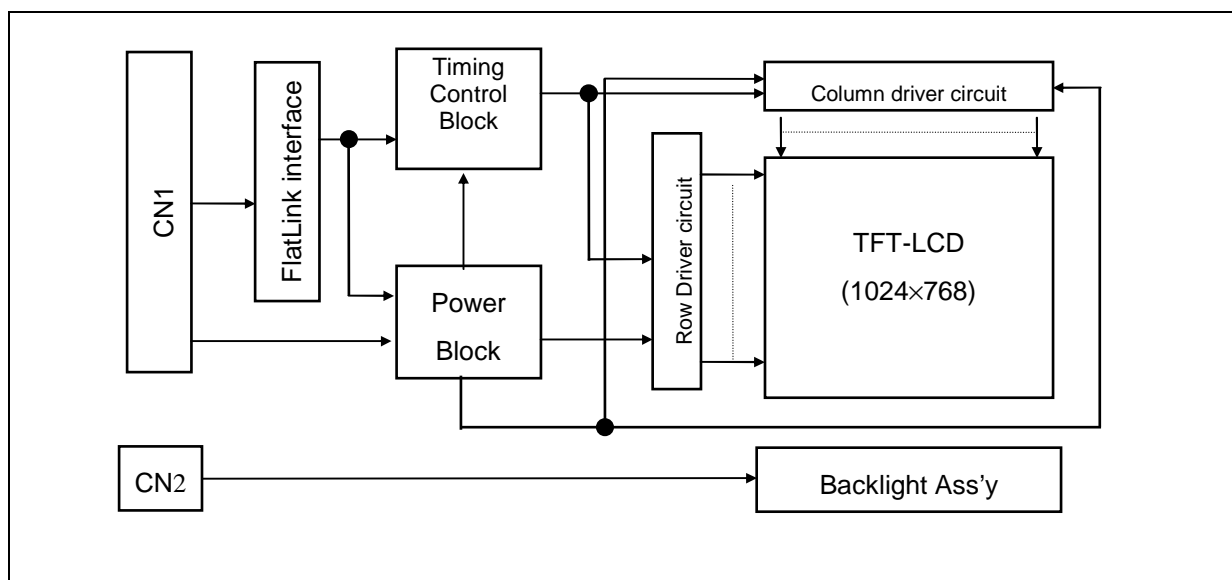 CN1
FlatLink interface
Timing
Control
Block
Power
Block
Row Driver circuit
Column driver circuit
TFT-LCD
(1024×768)
CN2
Backlight Ass’y